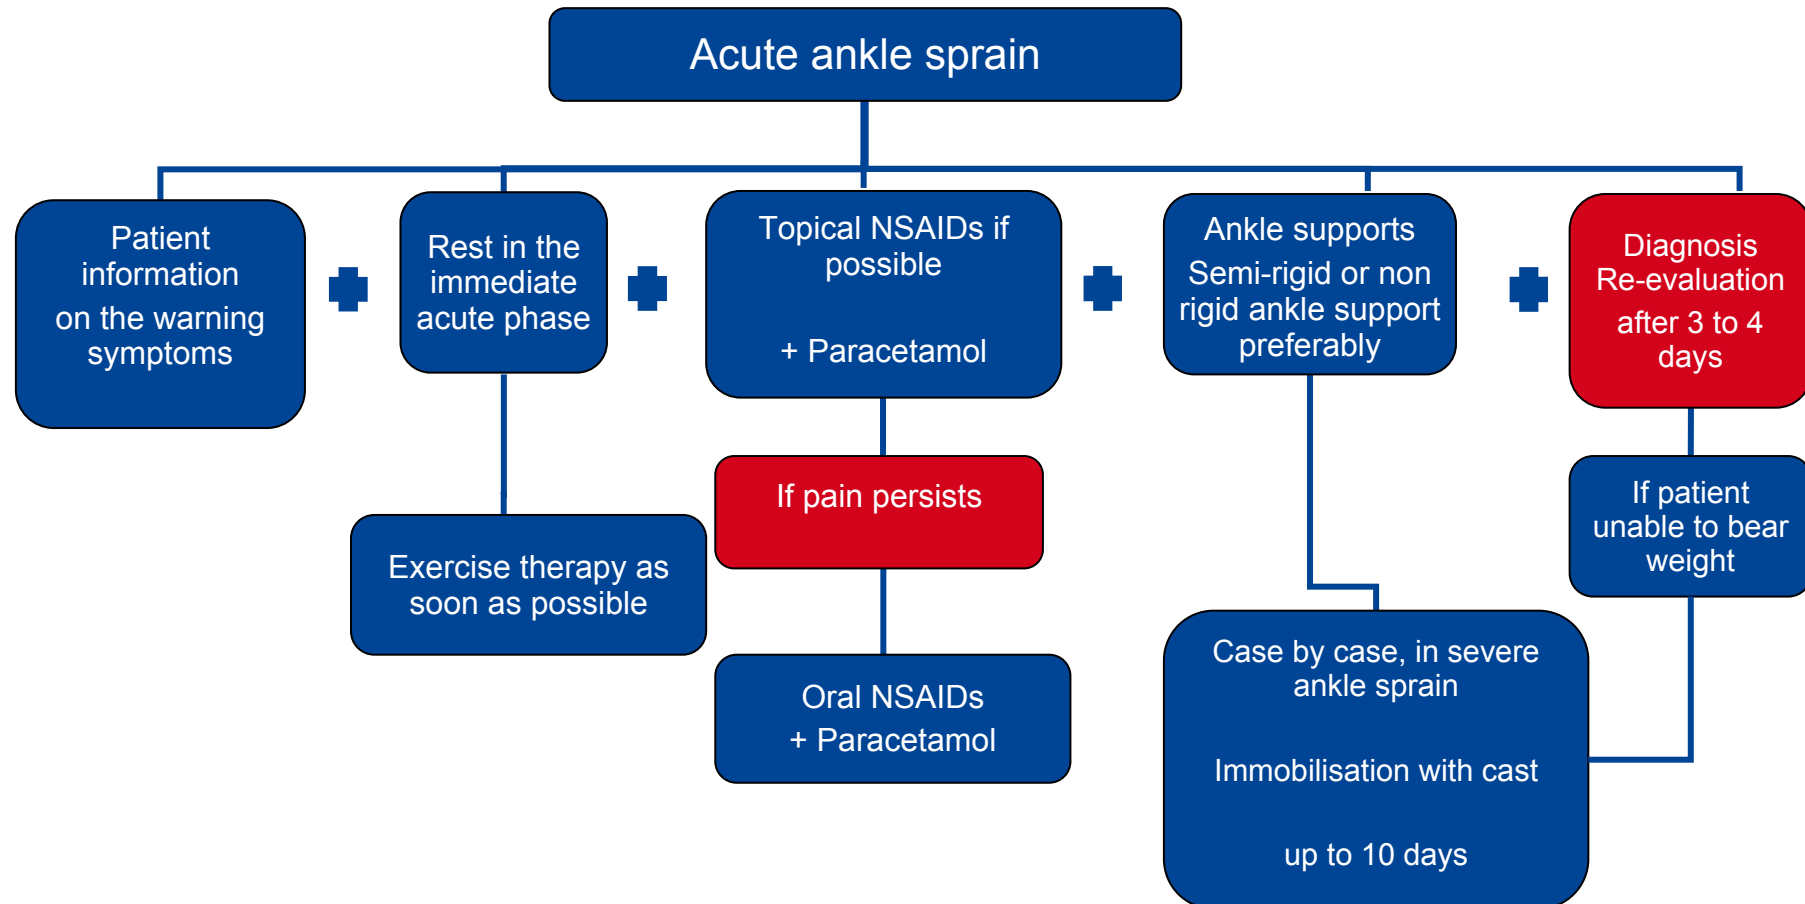 Acute ankle sprain
Patient
information
on the warning
symptoms
Rest in the
immediate
acute phase
Topical NSAIDs if
possible
+ Paracetamol
Ankle supports
Semi-rigid or non
rigid ankle support
preferably
Diagnosis
Re-evaluation
after 3 to 4
days
If pain persists
If patient
unable to bear
weight
Exercise therapy as
soon as possible
Oral NSAIDs
+ Paracetamol
Case by case, in severe
ankle sprain
Immobilisation with cast
up to 10 days